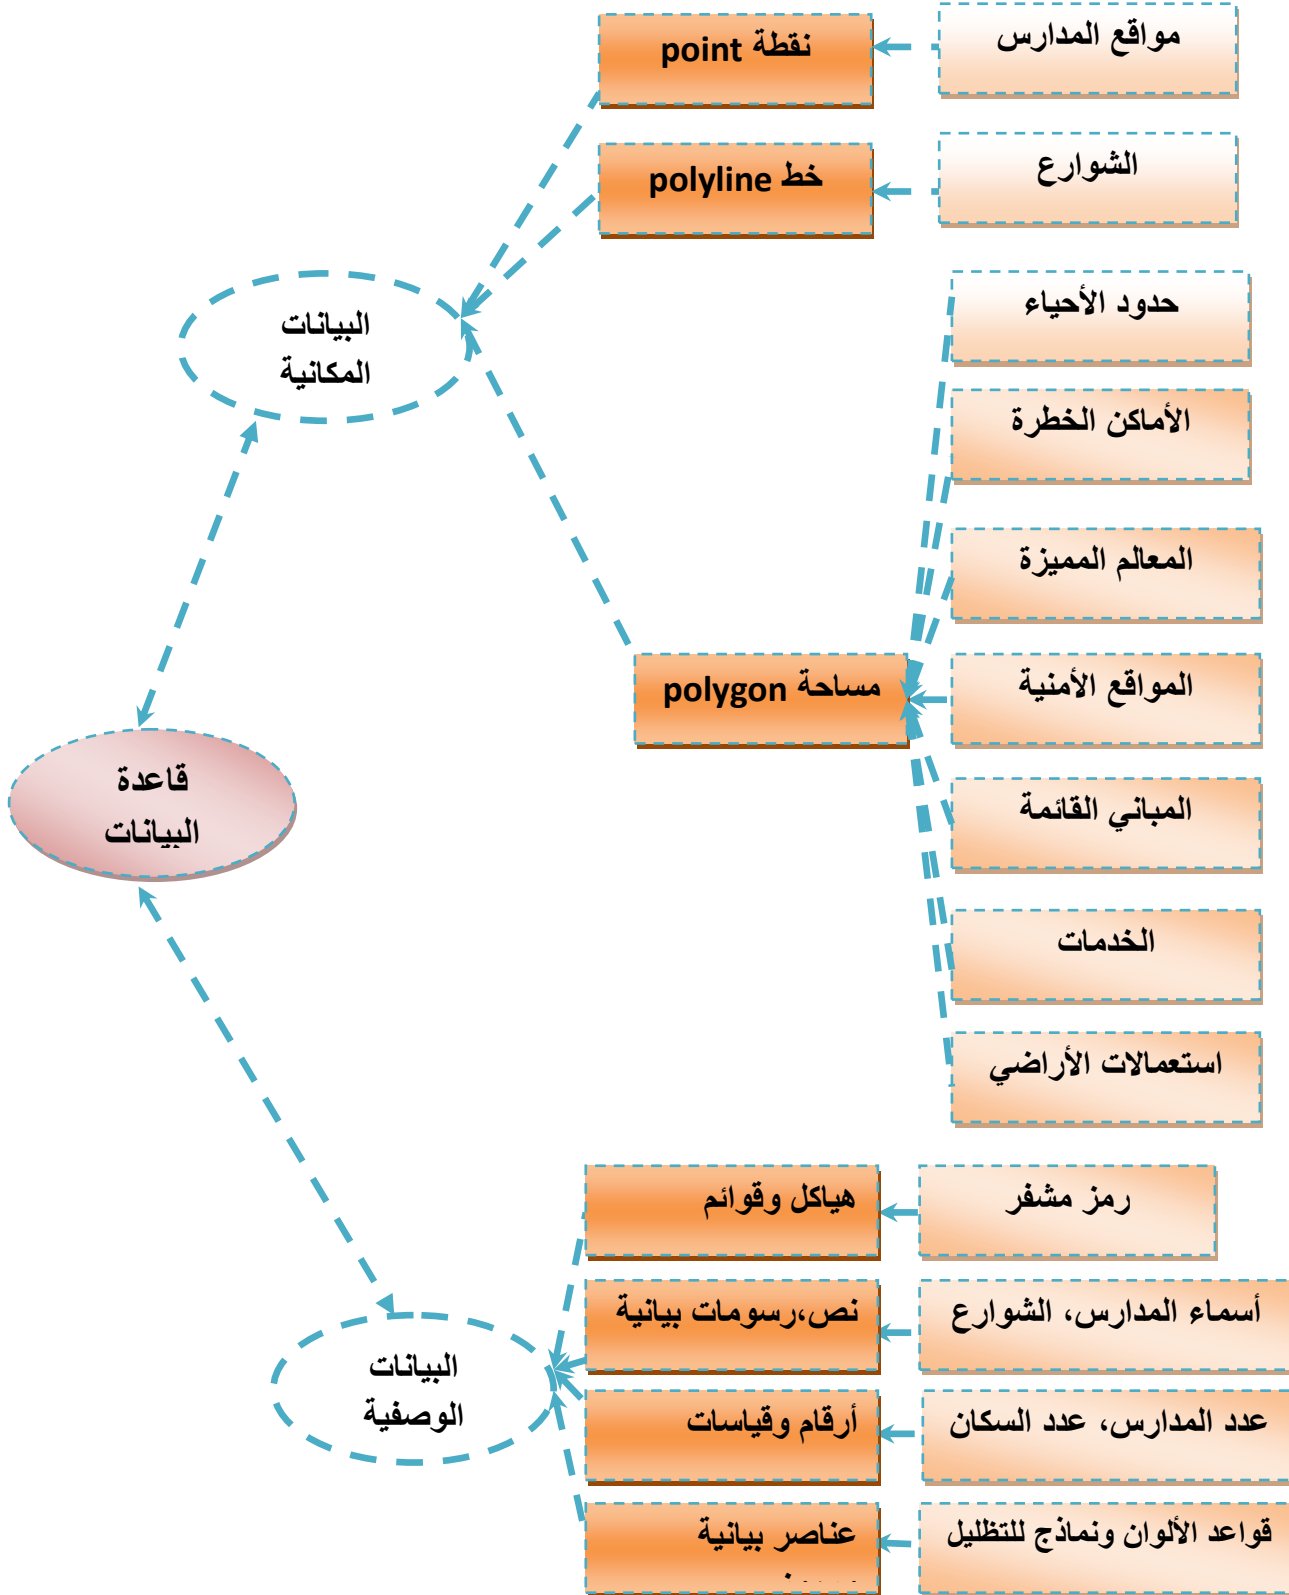 مواقع المدارس
نقطة point
الشوارع
خط polyline
حدود الأحياء
البيانات
المكانية
الأماكن الخطرة
المعالم المميزة
المواقع الأمنية
مساحة polygon
قاعدة
البيانات
المباني القائمة
الخدمات
استعمالات الأراضي
رمز مشفر
هياكل وقوائم
أسماء المدارس، الشوارع
نص،رسومات بيانية
البيانات
الوصفية
عدد المدارس، عدد السكان
أرقام وقياسات
قواعد الألوان ونماذج للتظليل
عناصر بيانية